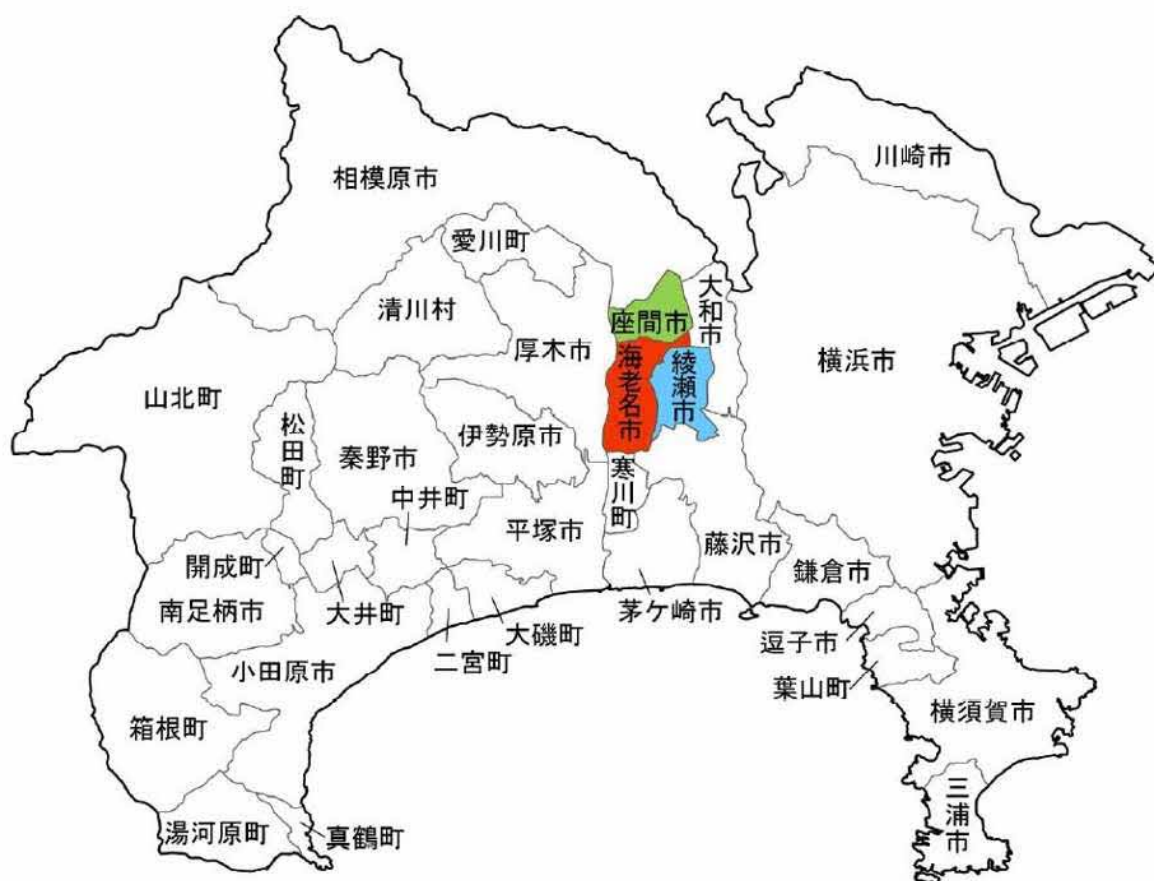 川崎市
相模原市
愛川町
大和市
清川村
座間市
厚木市
海老名市
綾瀬市
横浜市
山北町
松田町
伊勢原市
秦野市
寒川町
中井町
平塚市
藤沢市
開成町
鎌倉市
南足柄市
大井町
大磯町
茅ケ崎市
逗子市
二宮町
小田原市
葉山町
横須賀市
箱根町
三浦市
湯河原町
真鶴町